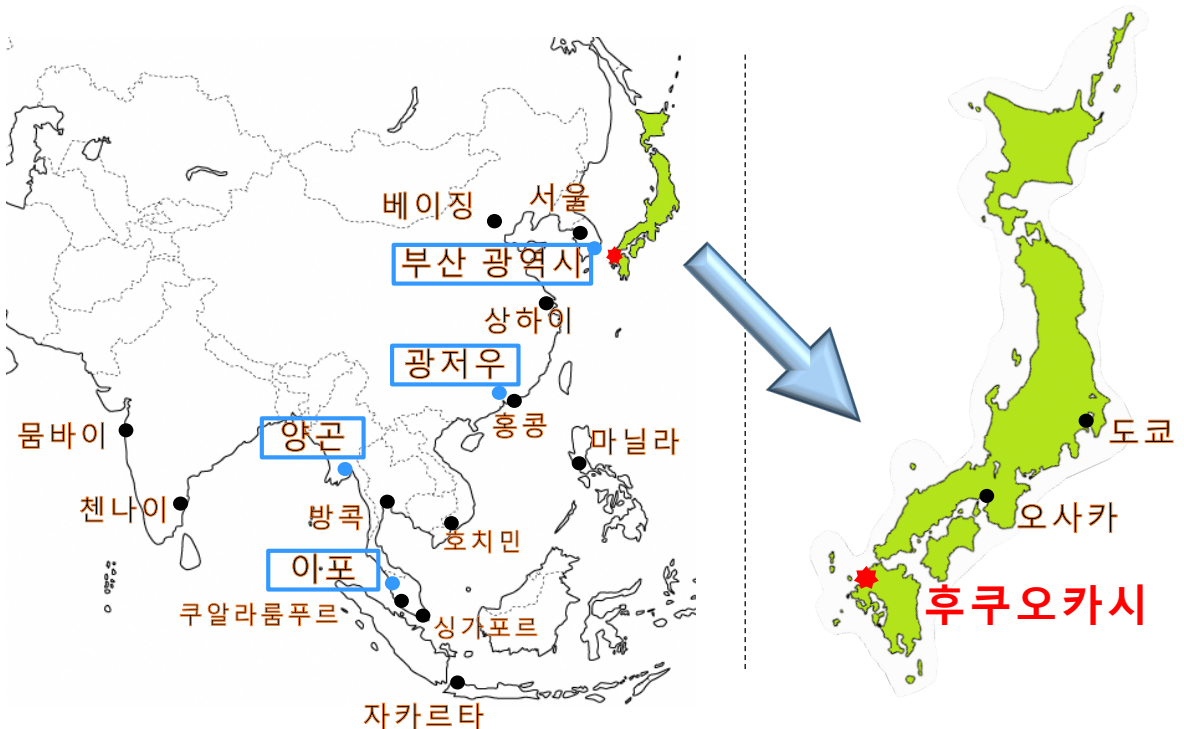 베이징
서울
부산 광역시
상하이
광저우
홍콩
양곤
뭄바이
마닐라
첸나이
방콕
호치민
이포
쿠알라룸푸르
싱가포르
자카르타
도쿄
오사카
후쿠오카시